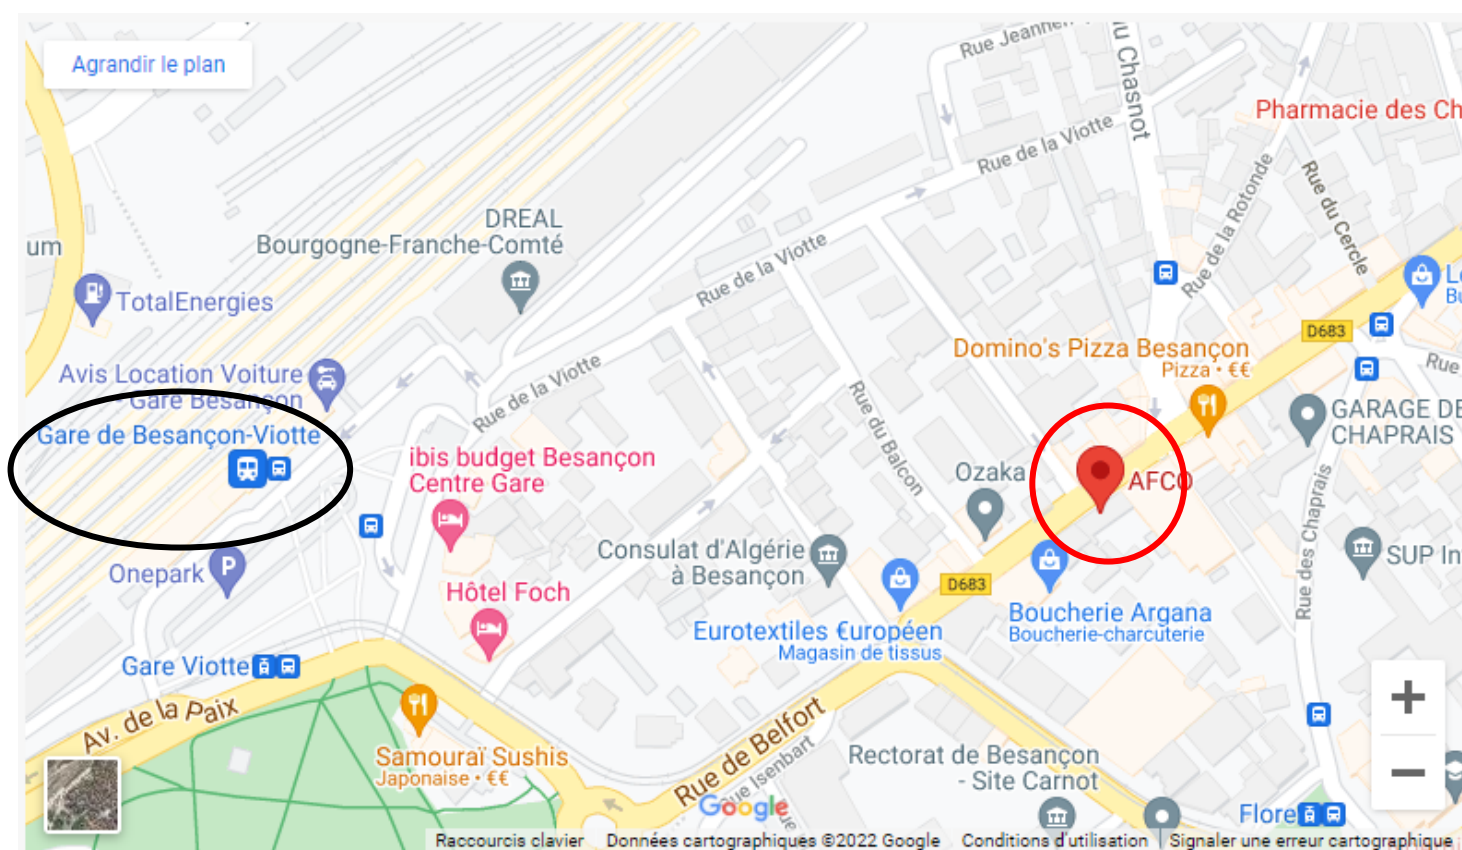 Agrandir le plan
Rue Jeannen
u Chasnot
Pharmacie des Ch
Rue de la Viotte
Rue de la Rotonde
Rue du Cercle
DREAL
Bourgogne-Franche-Comté
um
Rue de la Viotte
TotalEnergies
L
Bu
D683
Domino's Pizza Besançon
Pizza • €€
Rue
Avis Location Voiture
- Gare Besançon
Rue de la Viotte
Rue du Balcon
GARAGE DE
CHAPRAIS
Gare de Besançon-Viotte
ibis budget Besançon
Centre Gare
Ozaka
AFCO
Rue des Chaprais
Consulat d'Algérie
à Besançon
SUP In
Onepark
P
Hôtel Foch
D683
Boucherie Argana
Boucherie-charcuterie
Eurotextiles €uropéen
Magasin de tissus
Gare Viotte
Av. de la Paix
Samouraï Sushis
Japonaise • €€
Rue de Belfort
Rue Isenbart
Rectorat de Besançon
- Site Carnot
+
−
Google
Flore
Raccourcis clavier
Données cartographiques ©2022 Google
Conditions d'utilisation
Signaler une erreur cartographique